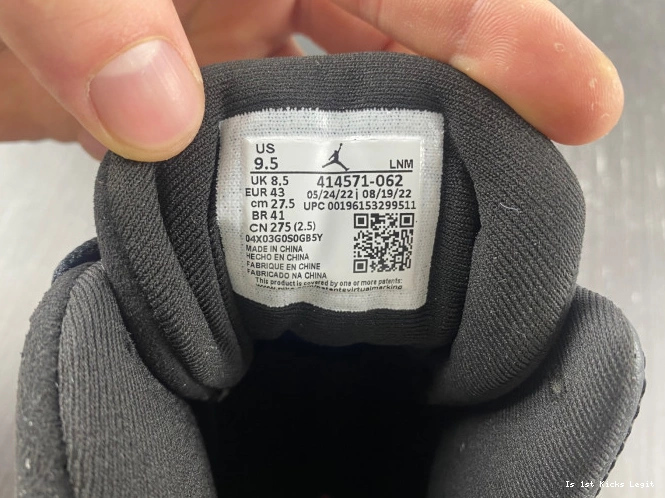 US
9.5 LNM
UK 8,5 414571-062
EUR 43 05/24/22 | 08/19/22
cm 27.5 UPC 00196153299511
BR 41
CN 275 (2.5)
04X03G0S0GB5Y
MADE IN CHINA
HECHO EN CHINA
FABRIQUE EN CHINE
FABRICADO NA CHINA
This product is covered by one or more patents:
Is 1st Kicks Legit